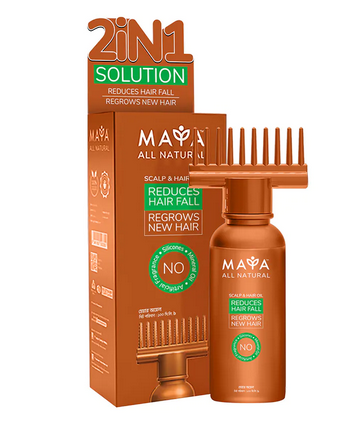 2iN1
SOLUTION
REDUCES HAIR FALL
REGROWS NEW HAIR
MAYA
ALL NATURAL
SCALP & HAIR
REDUCES
HAIR FALL
REGROWS
NEW HAIR
NO
Silicones • Mineral Oil • Artificial Fragrance
MAYA
ALL NATURAL
SCALP & HAIR OIL
REDUCES
HAIR FALL
REGROWS
NEW HAIR
NO